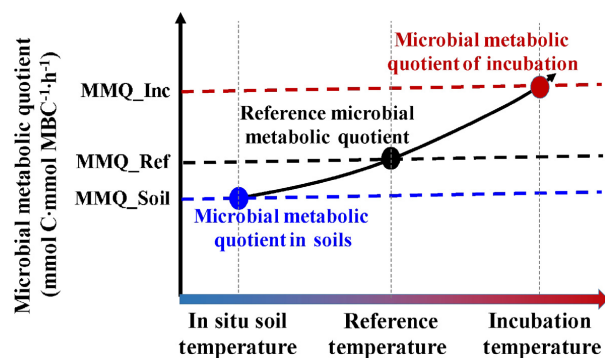 Microbial metabolic quotient
(mmol C·mmol MBC⁻¹·h⁻¹)
Microbial metabolic
quotient of incubation
MMQ_Inc
Reference microbial
metabolic quotient
MMQ_Ref
MMQ_Soil
Microbial metabolic
quotient in soils
In situ soil
temperature
Reference
temperature
Incubation
temperature